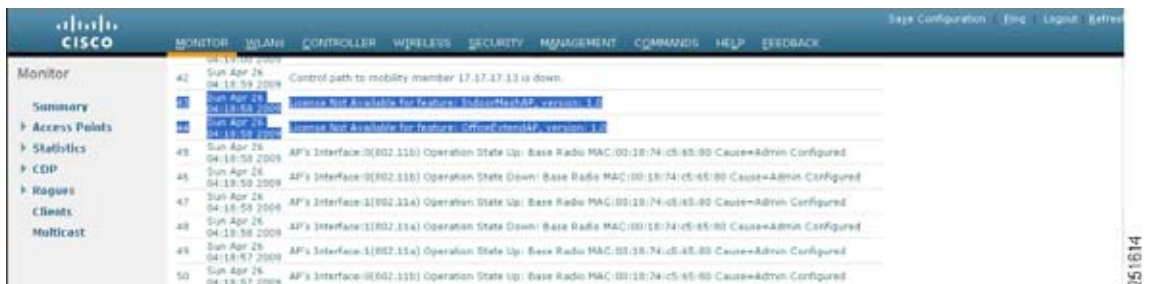 Save Configuration Ping Logout Refres
CISCO
MONITOR WLANs CONTROLLER WIRELESS SECURITY MANAGEMENT COMMANDS HELP FEEDBACK
Monitor
Summary
Access Points
Statistics
CDP
Rogues
Clients
Multicast
04:19:00 2009
42 Sun Apr 26 04:18:59 2009 Control path to mobility member 17.17.17.13 is down.
43 Sun Apr 26 04:18:58 2009 License Not Available for feature: IndoorMeshAP, version: 1.0
44 Sun Apr 26 04:18:58 2009 License Not Available for feature: OfficeExtendAP, version: 1.0
45 Sun Apr 26 04:18:58 2009 AP's Interface:0(802.11b) Operation State Up: Base Radio MAC:00:18:74:c5:65:80 Cause=Admin Configured
46 Sun Apr 26 04:18:58 2009 AP's Interface:0(802.11b) Operation State Down: Base Radio MAC:00:18:74:c5:65:80 Cause=Admin Configured
47 Sun Apr 26 04:18:58 2009 AP's Interface:1(802.11a) Operation State Up: Base Radio MAC:00:18:74:c5:65:80 Cause=Admin Configured
48 Sun Apr 26 04:18:58 2009 AP's Interface:1(802.11a) Operation State Down: Base Radio MAC:00:18:74:c5:65:80 Cause=Admin Configured
49 Sun Apr 26 04:18:57 2009 AP's Interface:1(802.11a) Operation State Up: Base Radio MAC:00:18:74:c5:65:80 Cause=Admin Configured
50 Sun Apr 26 04:18:57 2009 AP's Interface:0(802.11b) Operation State Up: Base Radio MAC:00:18:74:c5:65:80 Cause=Admin Configured
251614